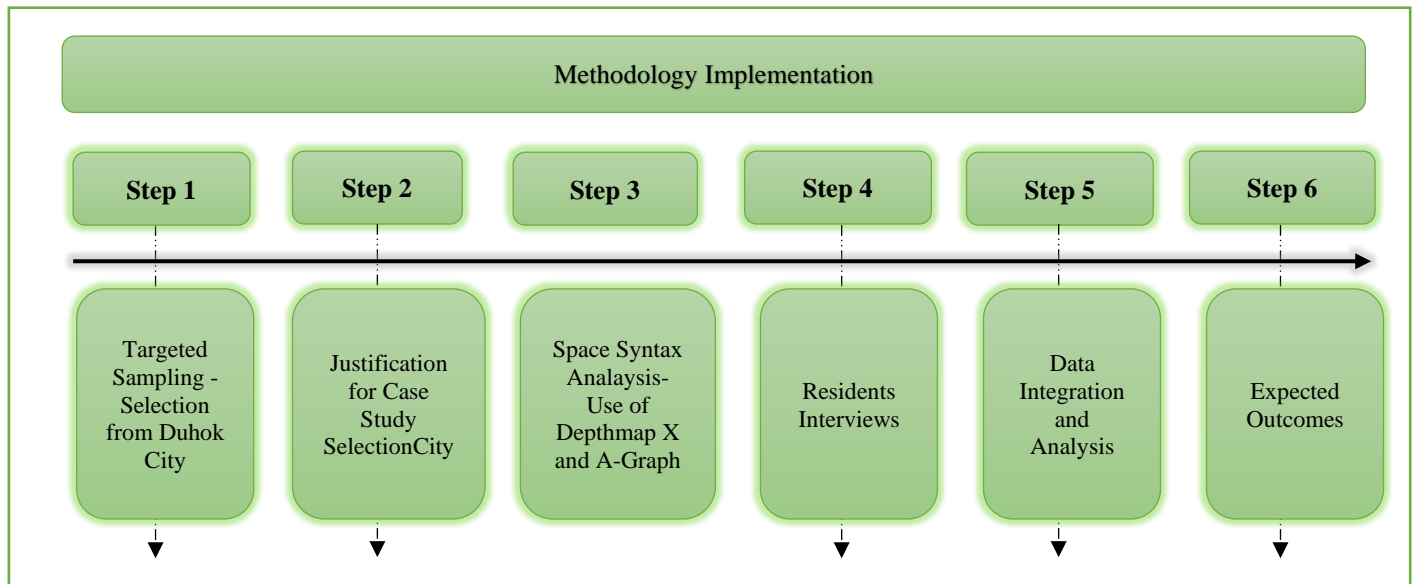 Methodology Implementation
Step 1
Step 2
Step 3
Step 4
Step 5
Step 6
Targeted
Sampling -
Selection
from Duhok
City
Justification
for Case
Study
SelectionCity
Space Syntax
Analaysis-
Use of
Depthmap X
and A-Graph
Residents
Interviews
Data
Integration
and
Analysis
Expected
Outcomes